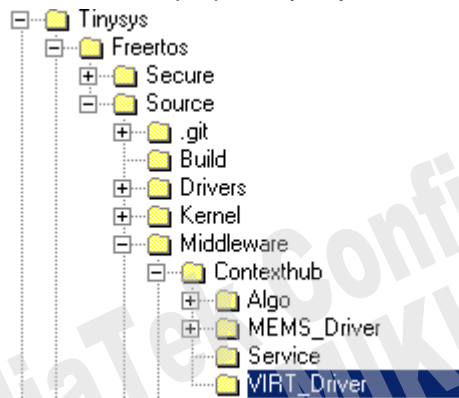 Tinysys
Freertos
Secure
Source
.git
Build
Drivers
Kernel
Middleware
Contexthub
Algo
MEMS_Driver
Service
VIRT_Driver